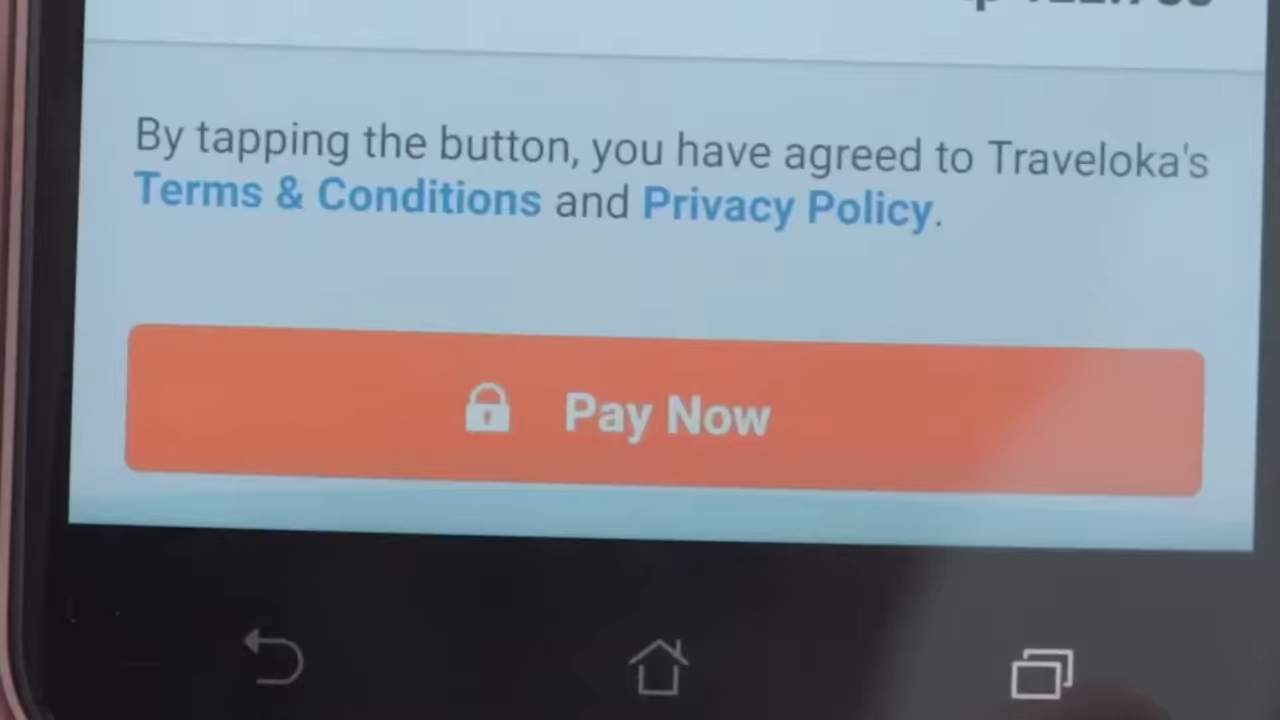 By tapping the button, you have agreed to Traveloka's
Terms & Conditions and Privacy Policy.
Pay Now